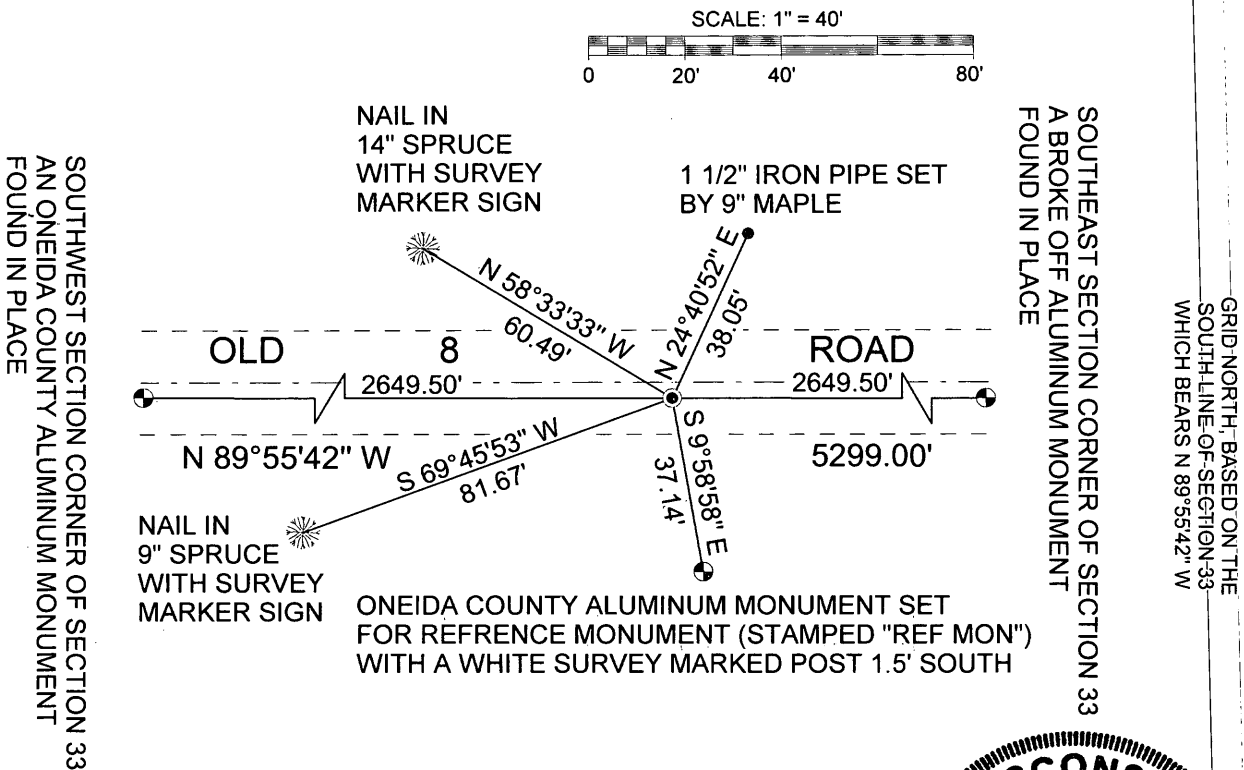 SCALE: 1" = 40'
0 20' 40' 80'
NAIL IN
14" SPRUCE
WITH SURVEY
MARKER SIGN
1 1/2" IRON PIPE SET
BY 9" MAPLE
N 58°33'33" W
60.49'
N 24°40'52" E
38.05'
OLD 8 ROAD
2649.50' 2649.50'
N 89°55'42" W
5299.00'
S 69°45'53" W
81.67'
S 9°58'58" E
37.14'
NAIL IN
9" SPRUCE
WITH SURVEY
MARKER SIGN
ONEIDA COUNTY ALUMINUM MONUMENT SET
FOR REFRENCE MONUMENT (STAMPED "REF MON")
WITH A WHITE SURVEY MARKED POST 1.5' SOUTH
SOUTHWEST SECTION CORNER OF SECTION 33
AN ONEIDA COUNTY ALUMINUM MONUMENT
FOUND IN PLACE
SOUTHEAST SECTION CORNER OF SECTION 33
A BROKE OFF ALUMINUM MONUMENT
FOUND IN PLACE
GRID NORTH, BASED ON THE
SOUTH LINE OF SECTION 33
WHICH BEARS N 89°55'42" W
SCONS